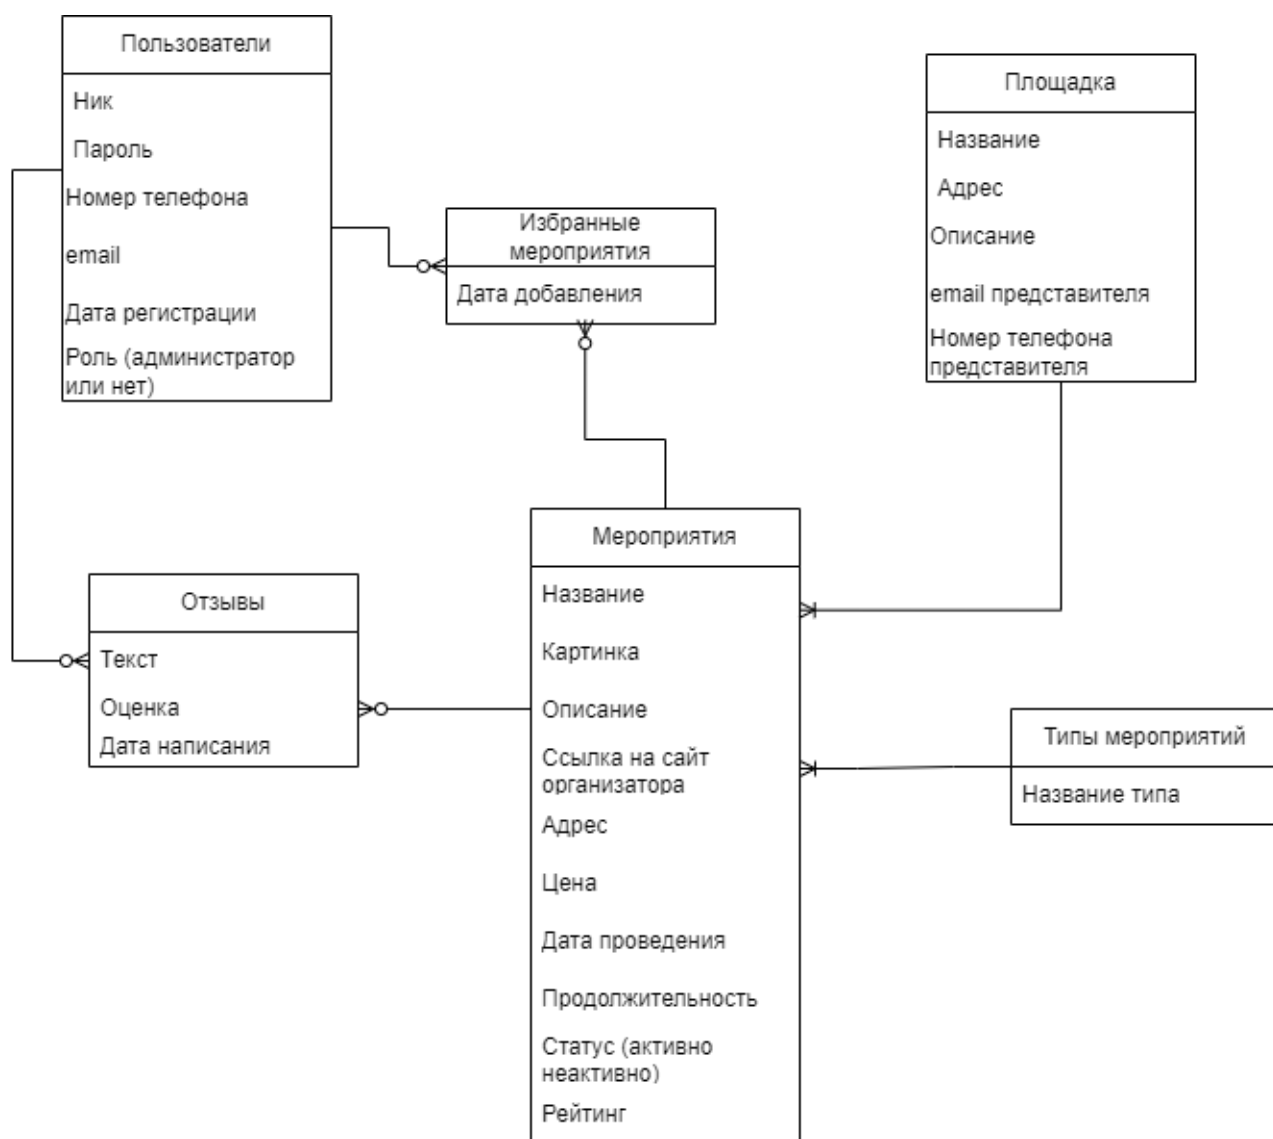 Пользователи
Ник
Пароль
Номер телефона
email
Дата регистрации
Роль (администратор
или нет)
Избранные
мероприятия
Дата добавления
Площадка
Название
Адрес
Описание
email представителя
Номер телефона
представителя
Отзывы
Текст
Оценка
Дата написания
Мероприятия
Название
Картинка
Описание
Ссылка на сайт
организатора
Адрес
Цена
Дата проведения
Продолжительность
Статус (активно
неактивно)
Рейтинг
Типы мероприятий
Название типа